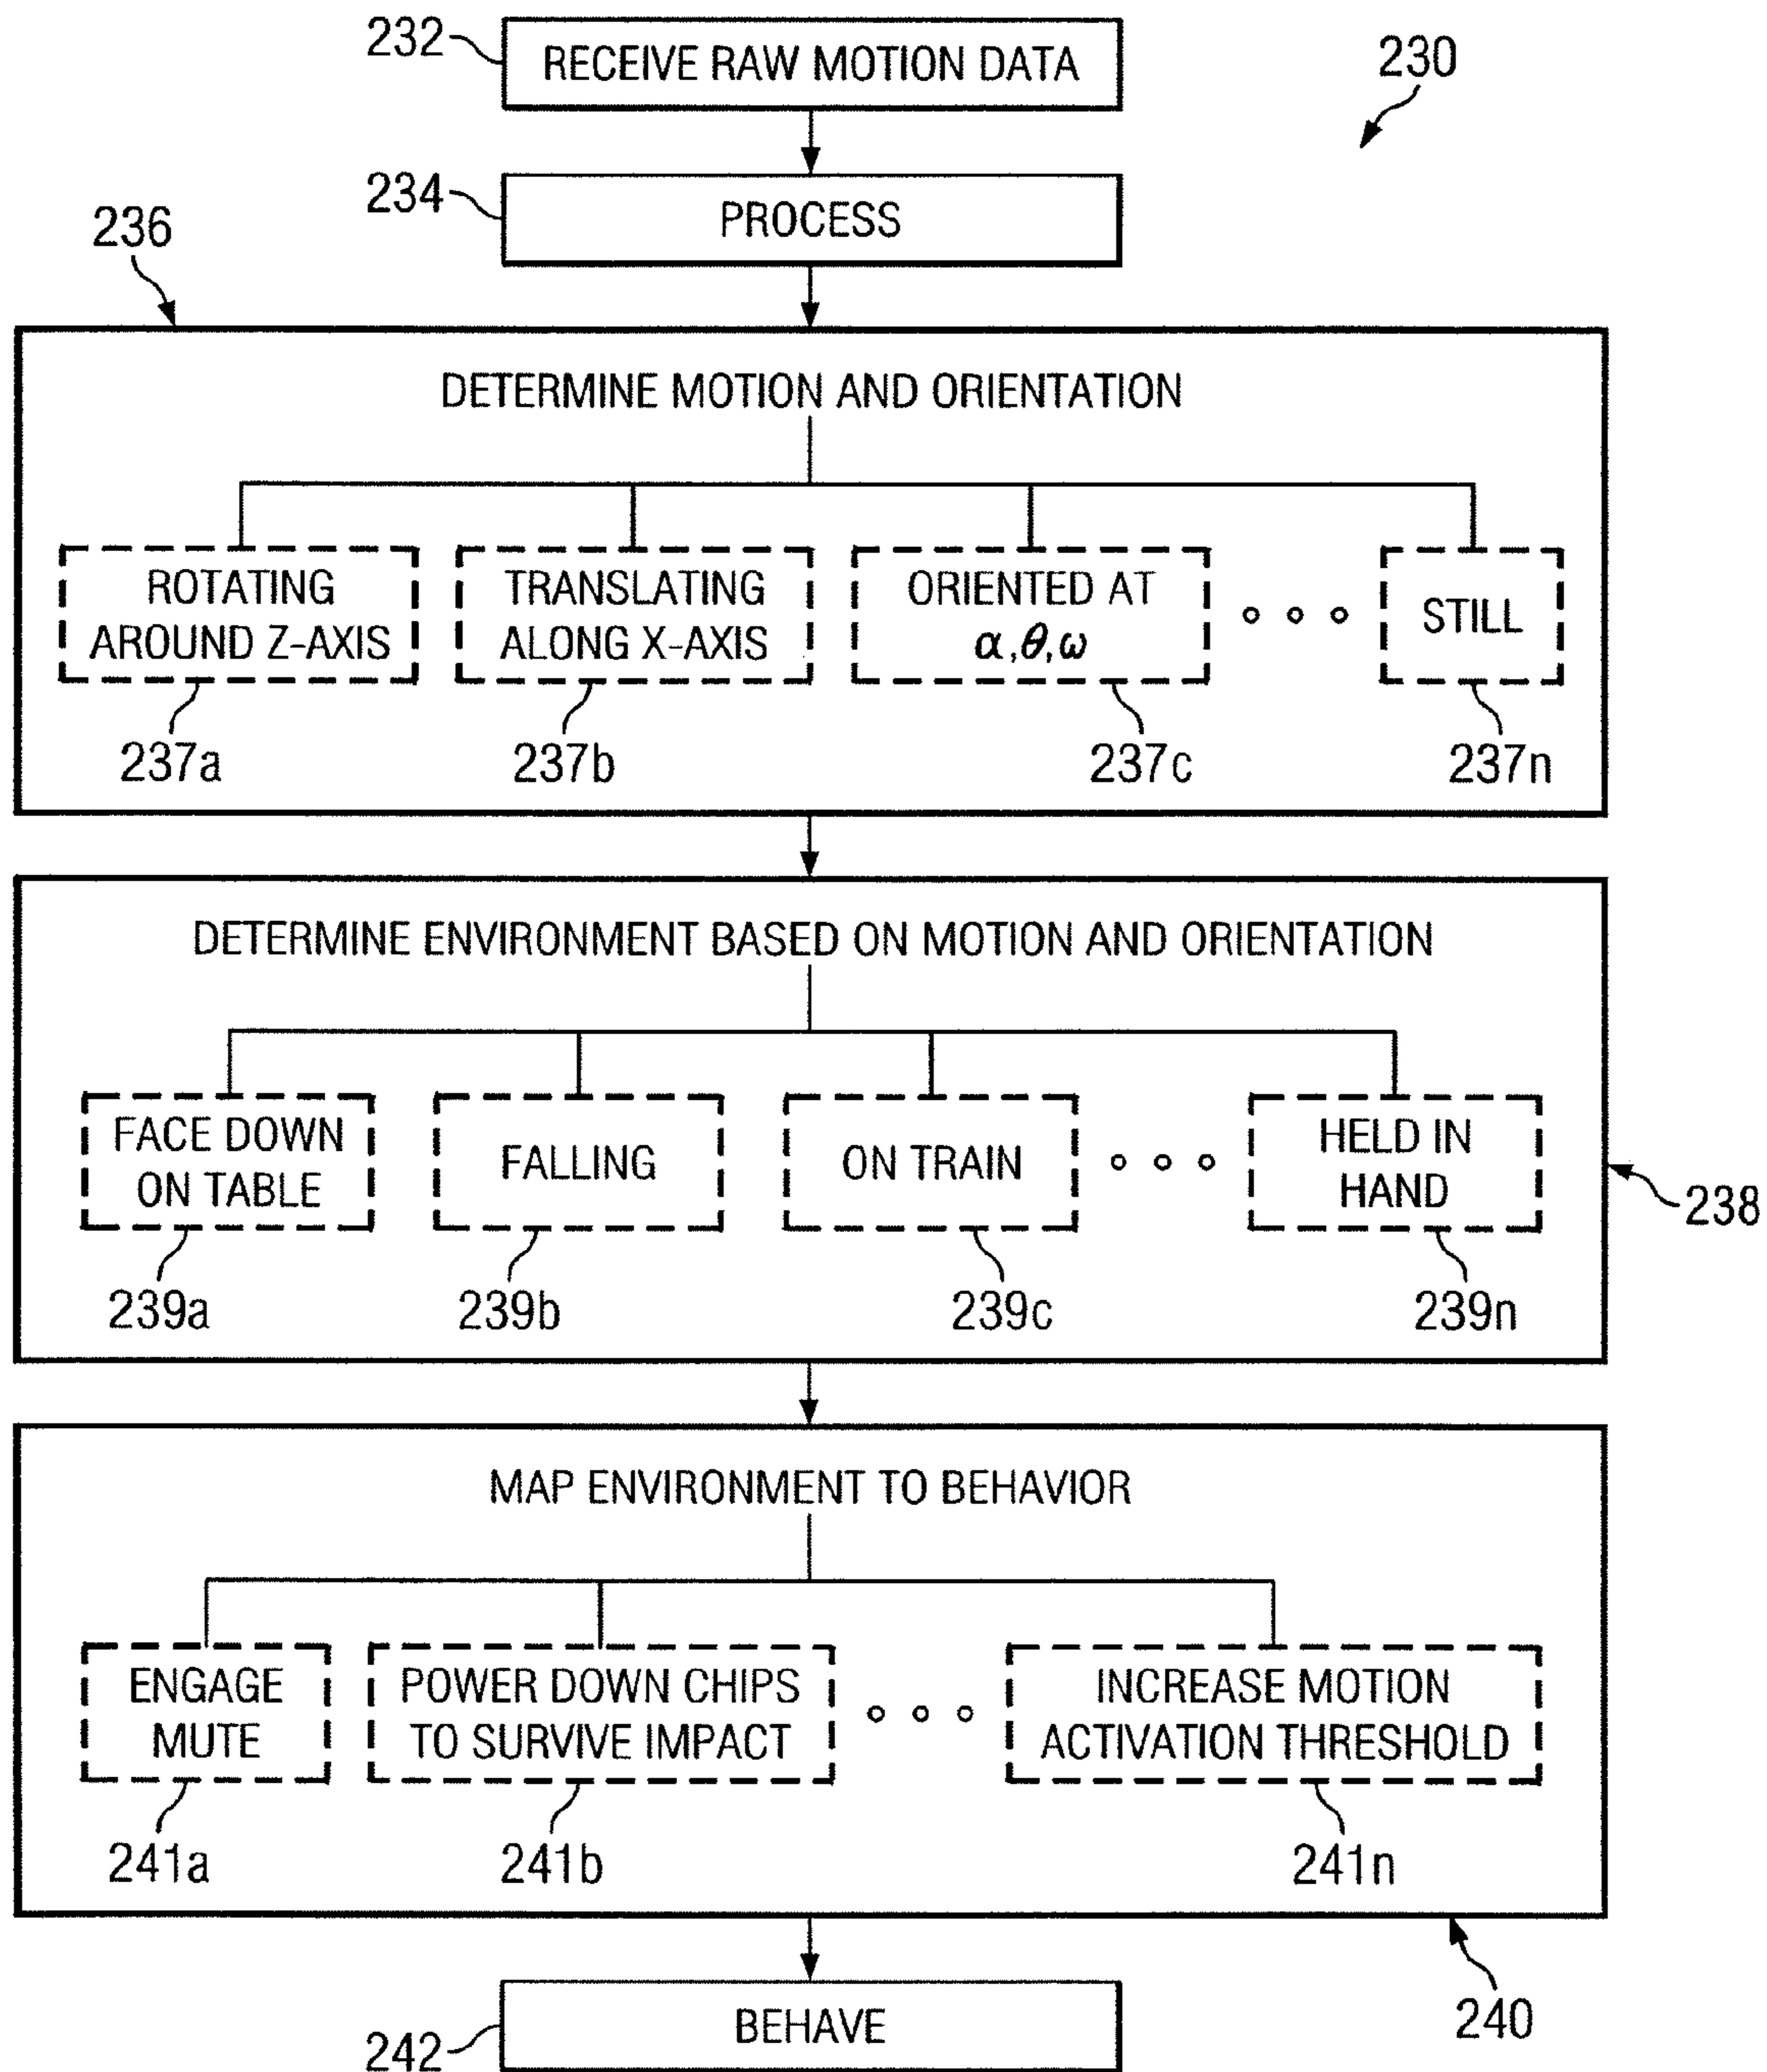 232
RECEIVE RAW MOTION DATA
230
234
PROCESS
236
DETERMINE MOTION AND ORIENTATION
ROTATING
AROUND Z-AXIS
TRANSLATING
ALONG X-AXIS
ORIENTED AT
α,θ,ω
STILL
237a
237b
237c
237n
DETERMINE ENVIRONMENT BASED ON MOTION AND ORIENTATION
FACE DOWN
ON TABLE
FALLING
ON TRAIN
HELD IN
HAND
238
239a
239b
239c
239n
MAP ENVIRONMENT TO BEHAVIOR
ENGAGE
MUTE
POWER DOWN CHIPS
TO SURVIVE IMPACT
INCREASE MOTION
ACTIVATION THRESHOLD
241a
241b
241n
240
242
BEHAVE